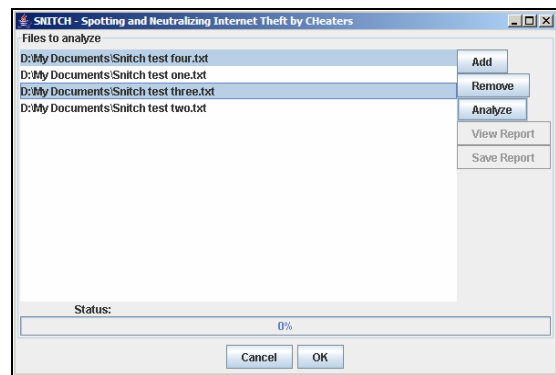 SNITCH - Spotting and Neutralizing Internet Theft by CHeaters
Files to analyze
D:\My Documents\Snitch test four.txt
D:\My Documents\Snitch test one.txt
D:\My Documents\Snitch test three.txt
D:\My Documents\Snitch test two.txt
Add
Remove
Analyze
View Report
Save Report
Status:
0%
Cancel OK